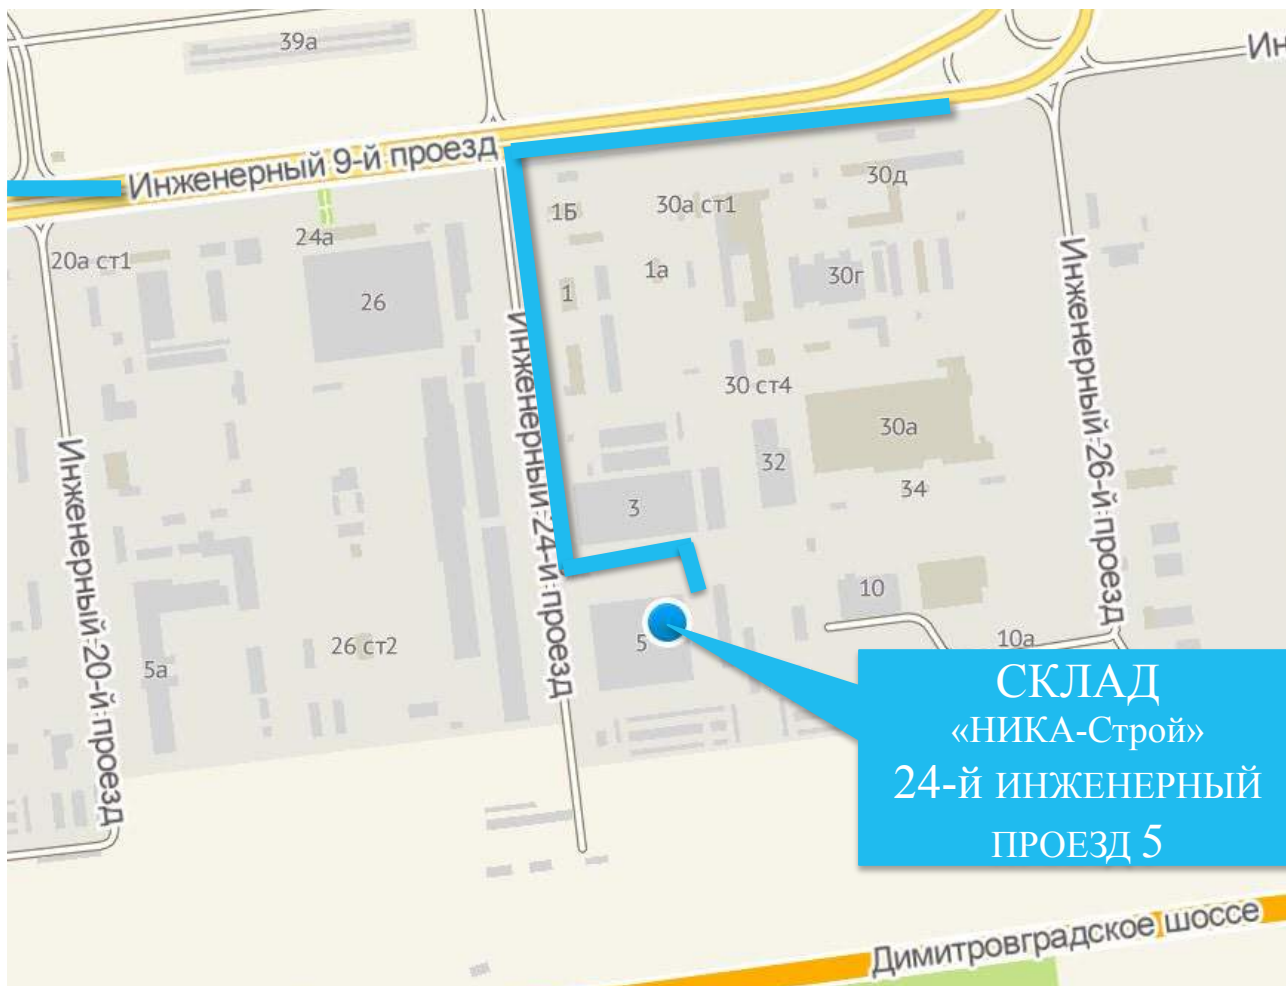 39а
Ин
Инженерный 9-й проезд
30д
1Б
30а ст1
24а
20а ст1
1а
30г
26
1
Инженерный 26-й проезд
Инженерный 24-й проезд
30 ст4
30а
Инженерный 20-й проезд
32
34
3
10
10а
5
26 ст2
5а
СКЛАД
«НИКА-Строй»
24-й ИНЖЕНЕРНЫЙ
ПРОЕЗД 5
Димитровградское шоссе